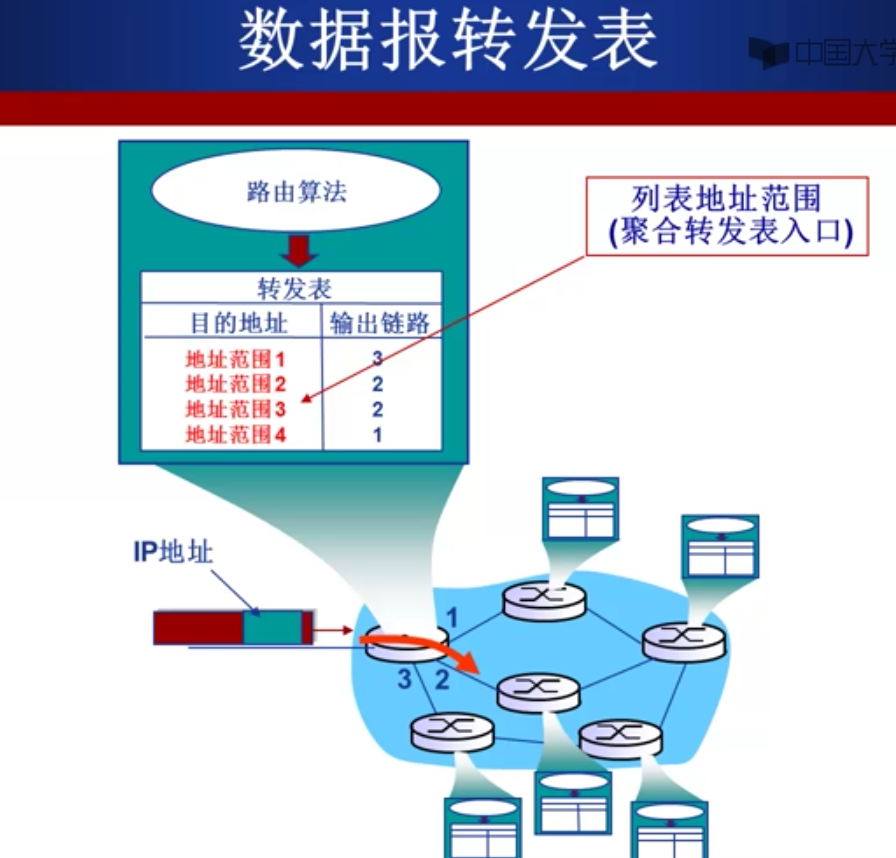 数据报转发表
中国大学
路由算法
列表地址范围
(聚合转发表入口)
转发表
目的地址 输出链路
地址范围1 3
地址范围2 2
地址范围3 2
地址范围4 1
IP地址
1
3 2